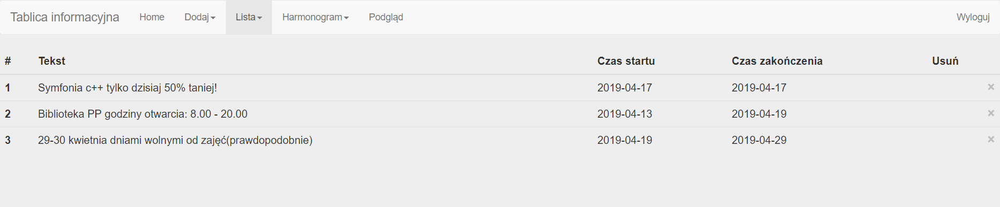 Tablica informacyjna Home Dodaj Lista Harmonogram Podgląd Wyloguj
# Tekst Czas startu Czas zakończenia Usuń
1 Symfonia c++ tylko dzisiaj 50% taniej! 2019-04-17 2019-04-17 ×
2 Biblioteka PP godziny otwarcia: 8.00 - 20.00 2019-04-13 2019-04-19 ×
3 29-30 kwietnia dniami wolnymi od zajęć(prawdopodobnie) 2019-04-19 2019-04-29 ×